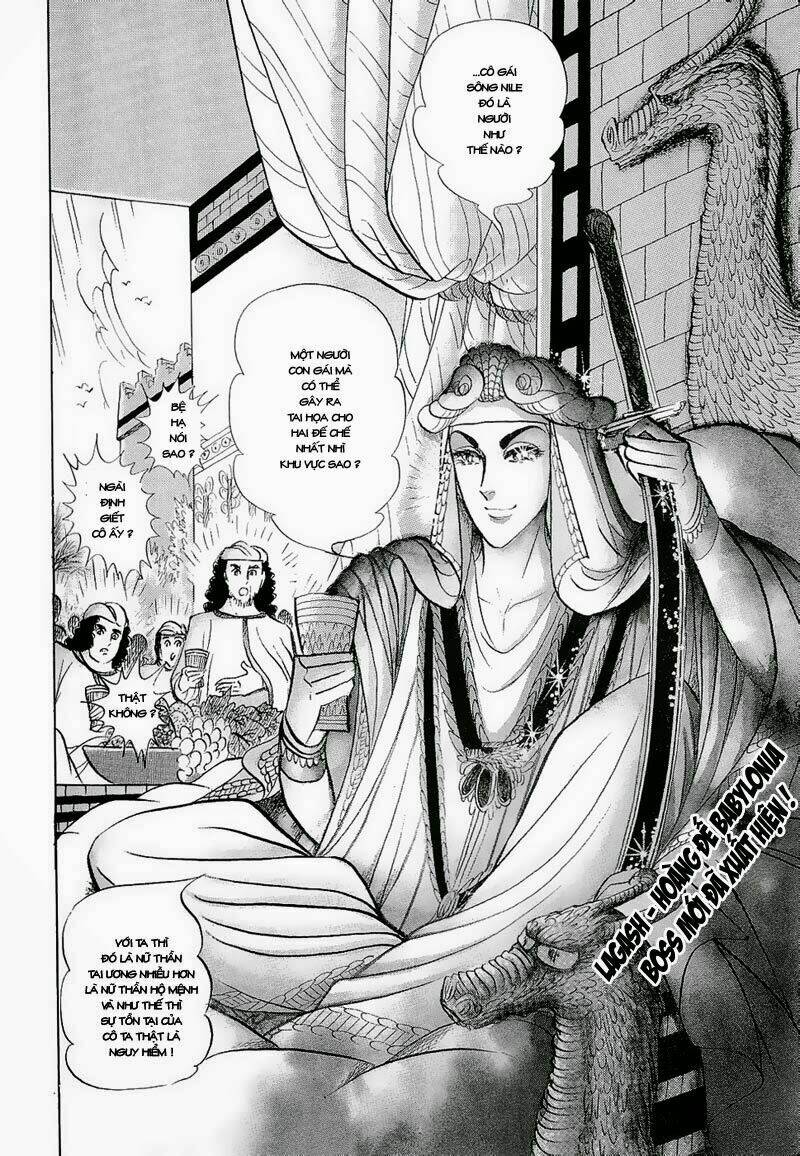 ...CÔ GÁI
SÔNG NILE
ĐÓ LÀ
NGƯỜI
NHƯ
THẾ NÀO ?
MỘT NGƯỜI
CON GÁI MÀ
CÓ THỂ
GÂY RA
TAI HỌA CHO
HAI ĐẾ CHẾ
NHẤT NHÌ
KHU VỰC SAO ?
BỆ
HẠ
NÓI
SAO ?
NGÀI
ĐỊNH
GIẾT
CÔ ẤY ?
THẬT
KHÔNG ?
LAGASH - HOÀNG ĐẾ BABYLONIA
BOSS MỚI ĐÃ XUẤT HIỆN !
VỚI TA THÌ
ĐÓ LÀ NỮ THẦN
TAI ƯƠNG NHIỀU HƠN
LÀ NỮ THẦN HỘ MỆNH
VÀ NHƯ THẾ THÌ
SỰ TỒN TẠI CỦA
CÔ TA THẬT LÀ
NGUY HIỂM !